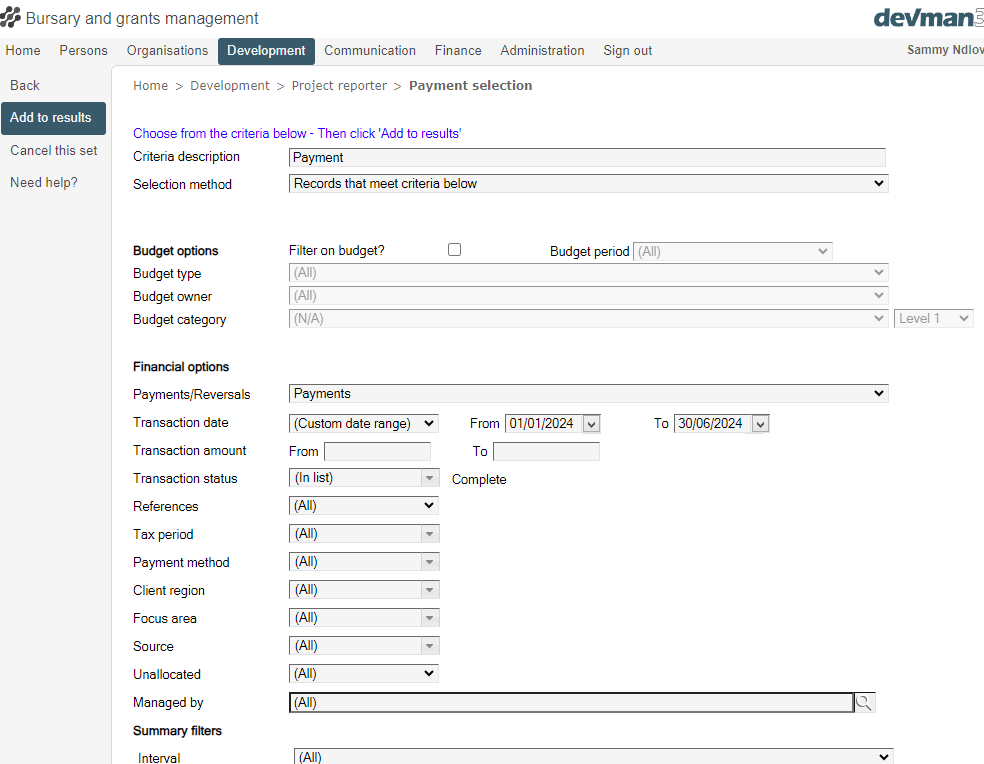 Bursary and grants management
devman
Home Persons Organisations Development Communication Finance Administration Sign out Sammy Ndlov
Back
Add to results
Cancel this set
Need help?
Home > Development > Project reporter > Payment selection
Choose from the criteria below - Then click 'Add to results'
Criteria description Payment
Selection method Records that meet criteria below
Budget options Filter on budget? Budget period (All)
Budget type (All)
Budget owner (All)
Budget category (N/A) Level 1
Financial options
Payments/Reversals Payments
Transaction date (Custom date range) From 01/01/2024 To 30/06/2024
Transaction amount From To
Transaction status (In list) Complete
References (All)
Tax period (All)
Payment method (All)
Client region (All)
Focus area (All)
Source (All)
Unallocated (All)
Managed by (All)
Summary filters
Interval (All)